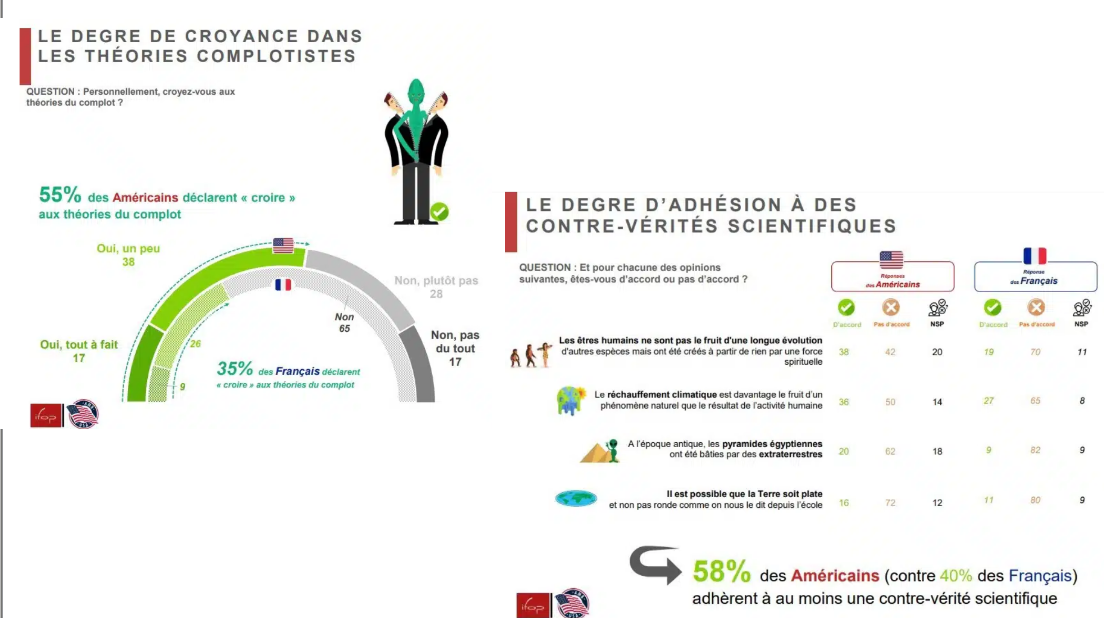 LE DEGRE DE CROYANCE DANS
LES THÉORIES COMPLOTISTES
QUESTION : Personnellement, croyez-vous aux
théories du complot ?
55% des Américains déclarent « croire »
aux théories du complot
Oui, un peu
38
Non, plutôt pas
28
Non
65
Oui, tout à fait
17
26
Non, pas
du tout
17
35% des Français déclarent
« croire » aux théories du complot
9
ifop
USA
LE DEGRE D'ADHÉSION À DES
CONTRE-VÉRITÉS SCIENTIFIQUES
QUESTION : Et pour chacune des opinions
suivantes, êtes-vous d'accord ou pas d'accord ?
Réponses
des Américains
Réponse
des Français
D'accord Pas d'accord NSP D'accord Pas d'accord NSP
Les êtres humains ne sont pas le fruit d'une longue évolution
d'autres espèces mais ont été créés à partir de rien par une force
spirituelle
38 42 20 19 70 11
Le réchauffement climatique est davantage le fruit d'un
phénomène naturel que le résultat de l'activité humaine
36 50 14 27 65 8
A l'époque antique, les pyramides égyptiennes
ont été bâties par des extraterrestres
20 62 18 9 82 9
Il est possible que la Terre soit plate
et non pas ronde comme on nous le dit depuis l'école
16 72 12 11 80 9
58% des Américains (contre 40% des Français)
adhèrent à au moins une contre-vérité scientifique
ifop